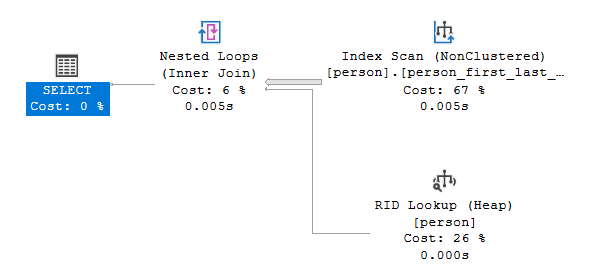 Nested Loops
(Inner Join)
Cost: 6 %
0.005s
Index Scan (NonClustered)
[person].[person_first_last_…
Cost: 67 %
0.005s
SELECT
Cost: 0 %
RID Lookup (Heap)
[person]
Cost: 26 %
0.000s